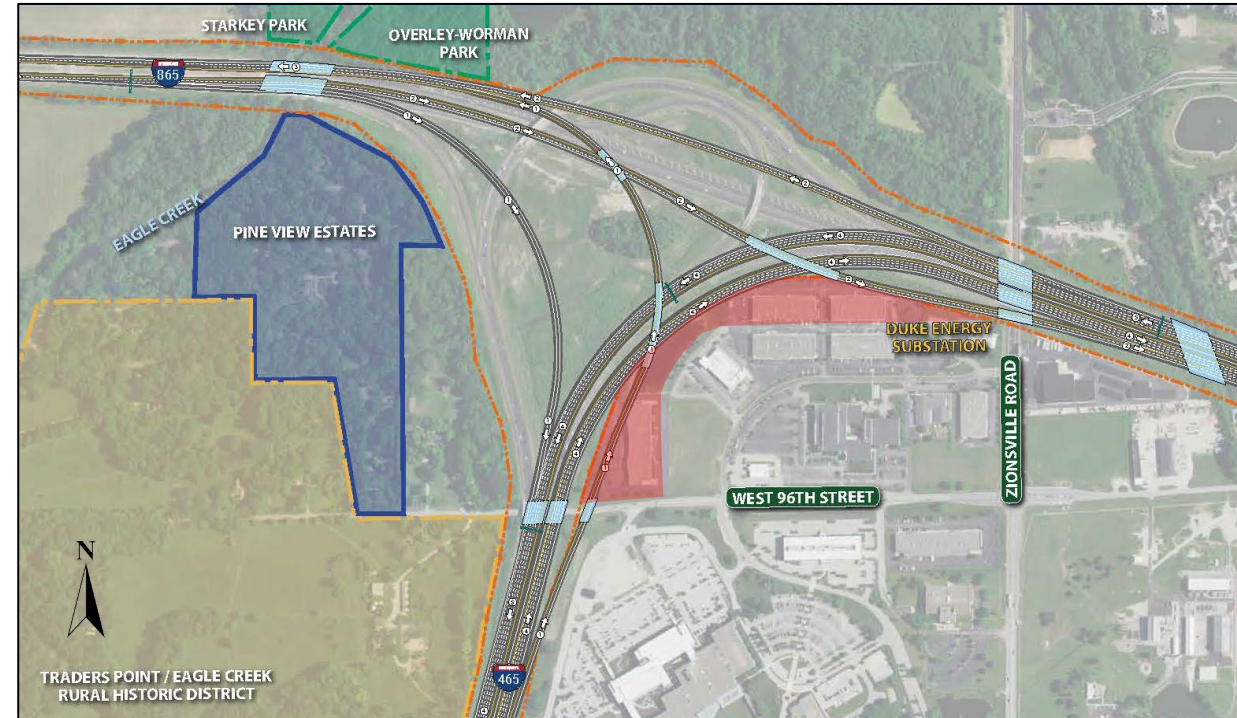 STARKEY PARK
OVERLEY-WORMAN
PARK
865
EAGLE CREEK
PINE VIEW ESTATES
DUKE ENERGY
SUBSTATION
ZIONSVILLE ROAD
WEST 96TH STREET
N
TRADERS POINT / EAGLE CREEK
RURAL HISTORIC DISTRICT
465